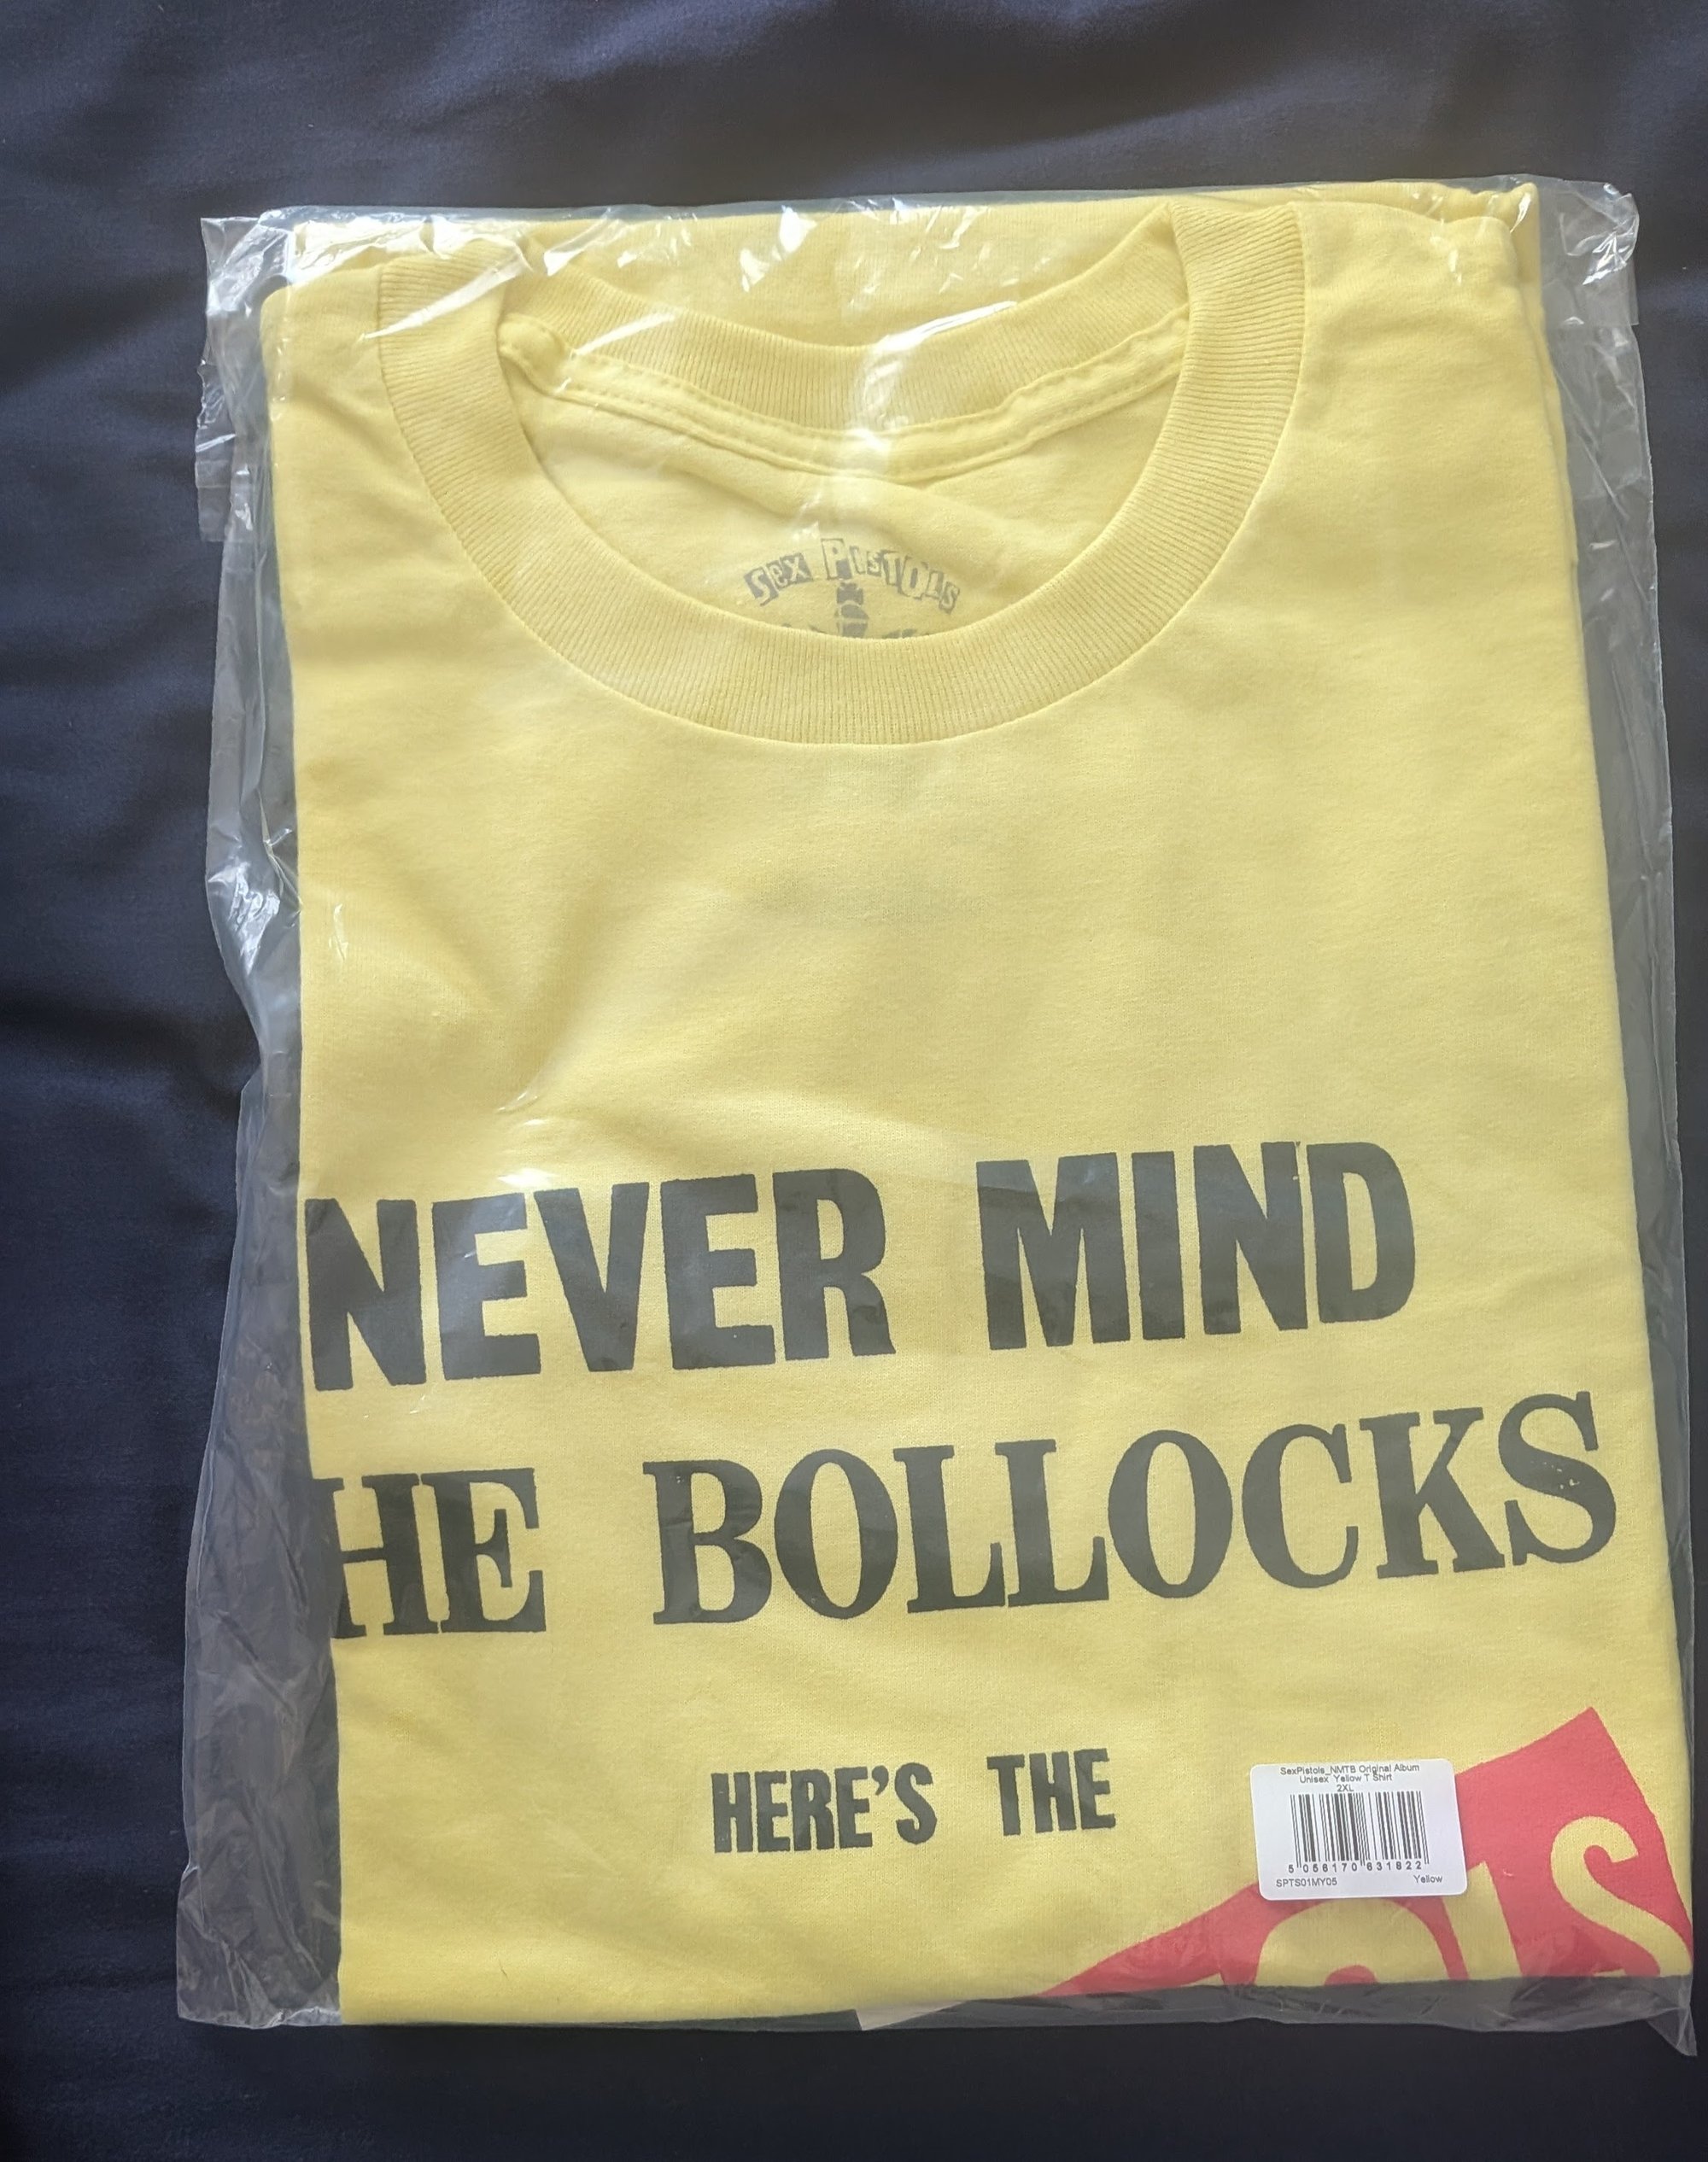 Sex Pistols
NEVER MIND
HE BOLLOCKS
HERE'S THE
SexPistols_NMTB Original Album
Unisex Yellow T Shirt
2XL
5 056170 631822
SPTS01MY05 Yellow
OLS